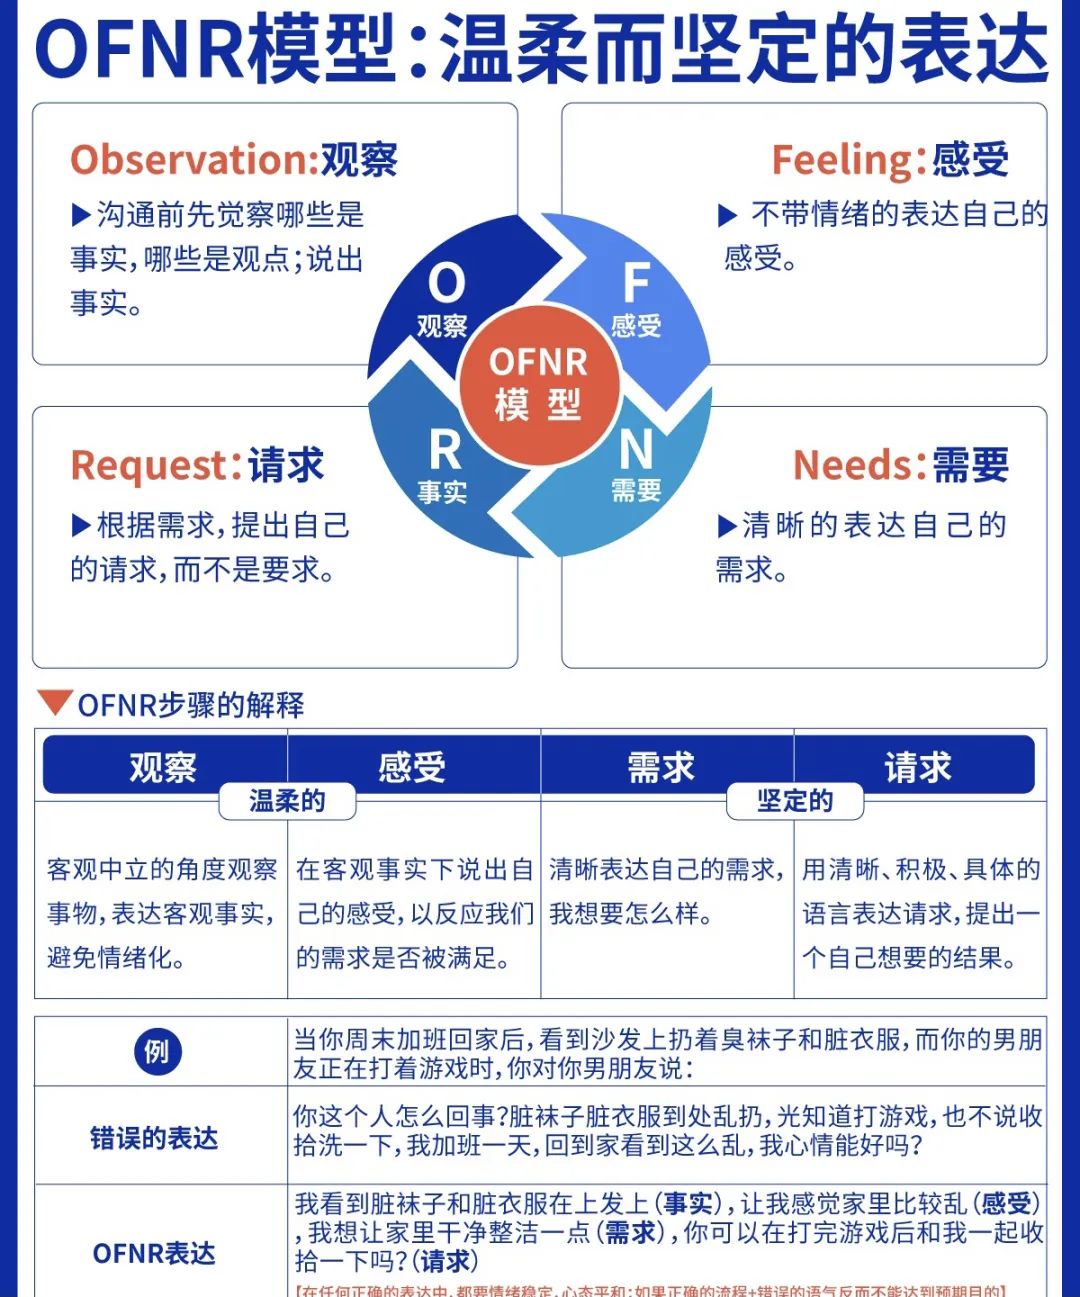 OFNR模型:温柔而坚定的表达
Observation:观察
▶沟通前先觉察哪些是
事实,哪些是观点;说出
事实。
Feeling:感受
▶ 不带情绪的表达自己的
感受。
O
观察
F
感受
OFNR
模 型
R
事实
N
需要
Request:请求
▶根据需求,提出自己
的请求,而不是要求。
Needs:需要
▶清晰的表达自己的
需求。
▼OFNR步骤的解释
观察 感受 需求 请求
温柔的 坚定的
客观中立的角度观察
事物,表达客观事实,
避免情绪化。
在客观事实下说出自
己的感受,以反应我们
的需求是否被满足。
清晰表达自己的需求,
我想要怎么样。
用清晰、积极、具体的
语言表达请求,提出一
个自己想要的结果。
例
当你周末加班回家后,看到沙发上扔着臭袜子和脏衣服,而你的男朋
友正在打着游戏时,你对你男朋友说:
错误的表达
你这个人怎么回事?脏袜子脏衣服到处乱扔,光知道打游戏,也不说收
拾洗一下,我加班一天,回到家看到这么乱,我心情能好吗?
OFNR表达
我看到脏袜子和脏衣服在上发上(事实),让我感觉家里比较乱(感受)
,我想让家里干净整洁一点(需求),你可以在打完游戏后和我一起收
拾一下吗?(请求)
【在任何正确的表达中,都要情绪稳定,心态平和;如果正确的流程+错误的语气反而不能达到预期目的】